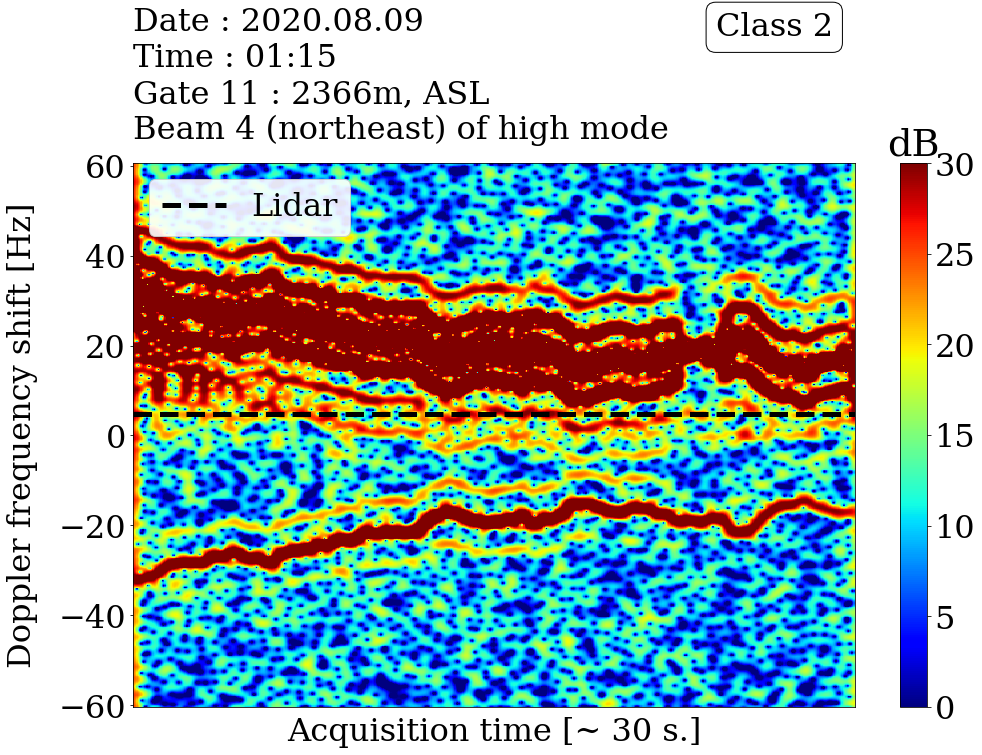 Date : 2020.08.09
Class 2
Time : 01:15
Gate 11 : 2366m, ASL
Beam 4 (northeast) of high mode
dB
60
40
20
0
−20
−40
−60
Doppler frequency shift [Hz]
Lidar
30
25
20
15
10
5
0
Acquisition time [~ 30 s.]